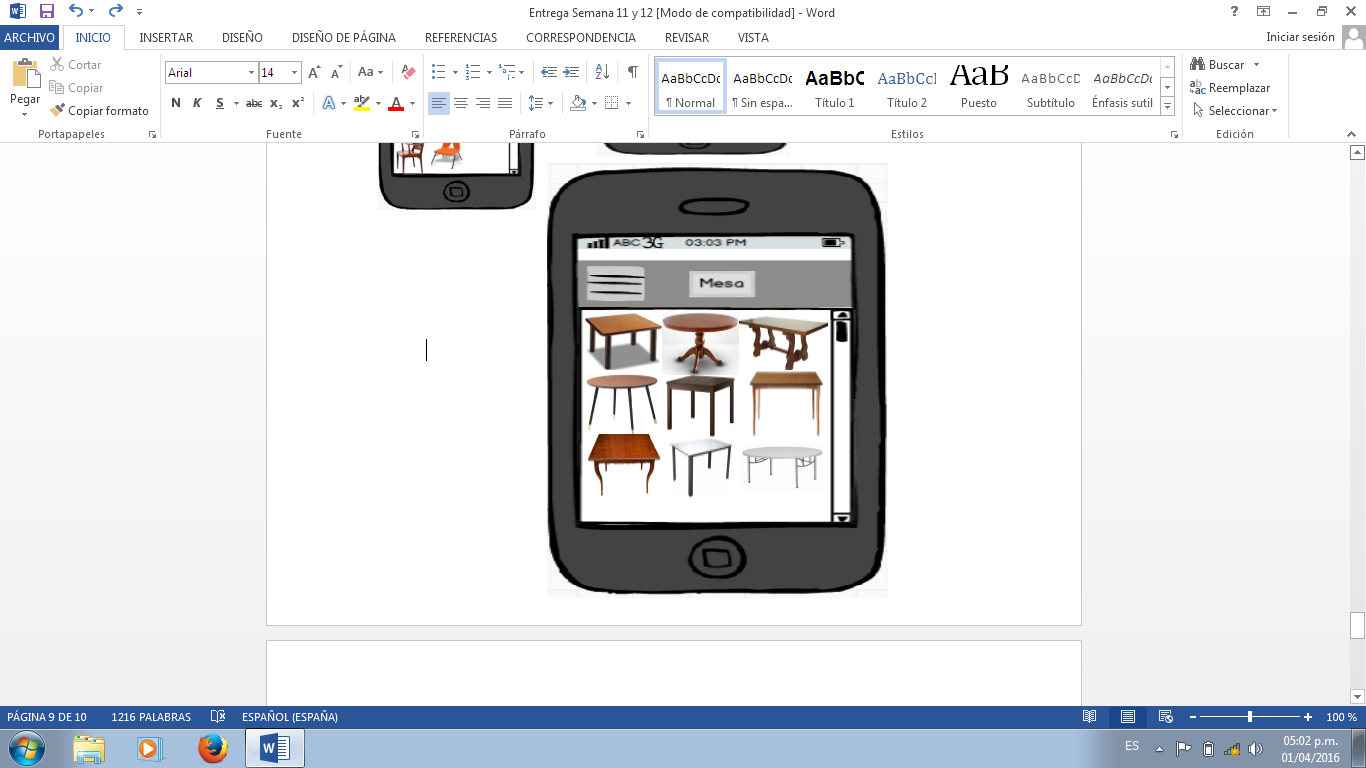 Entrega Semana 11 y 12 [Modo de compatibilidad] - Word
?
ARCHIVO INICIO INSERTAR DISEÑO DISEÑO DE PÁGINA REFERENCIAS CORRESPONDENCIA REVISAR VISTA Iniciar sesión
Pegar
Cortar
Copiar
Copiar formato
Portapapeles
Arial 14
N K S abc x₂ x²
Fuente
Párrafo
AaBbCcDc AaBbCcDc AaBbC AaBbCcI AaB AaBbCcD AaBbCcDc
¶ Normal ¶ Sin espa... Título 1 Título 2 Puesto Subtítulo Énfasis sutil
Estilos
Buscar
Reemplazar
Seleccionar
Edición
ABC 3G 03:03 PM
Mesa
PÁGINA 9 DE 10 1216 PALABRAS ESPAÑOL (ESPAÑA) 100 %
ES 05:02 p.m.
01/04/2016